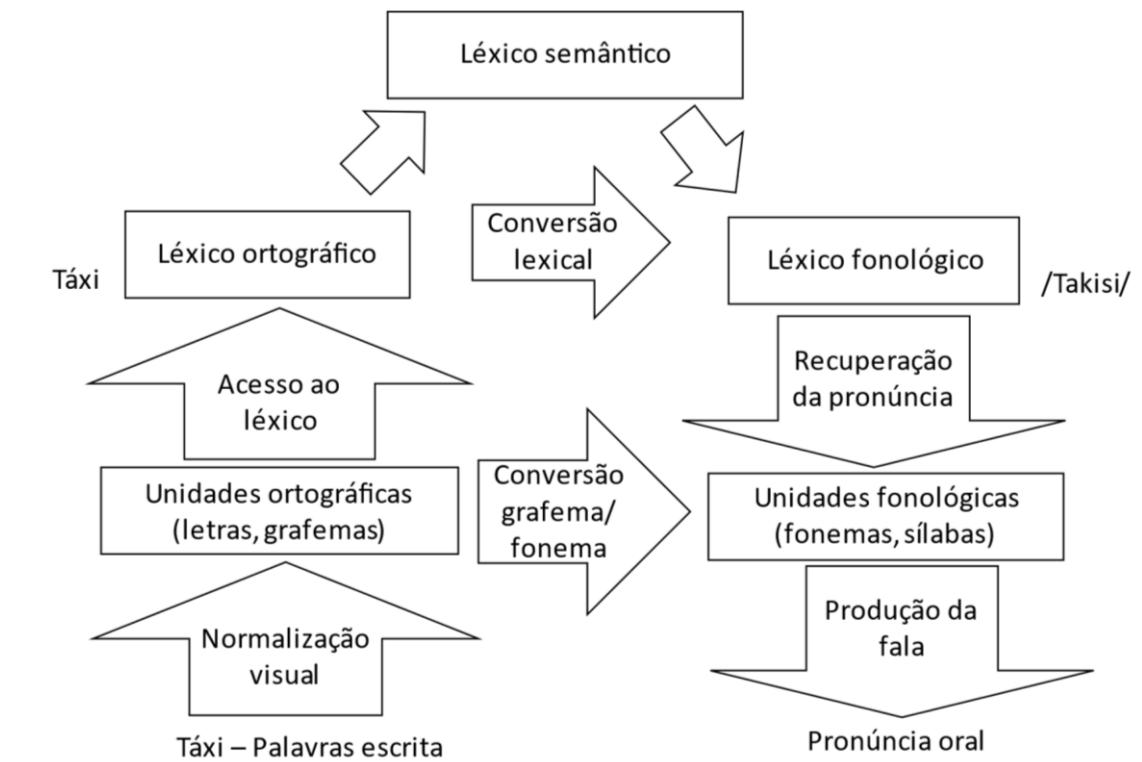 Léxico semântico
Conversão
lexical
Léxico ortográfico
Táxi
Léxico fonológico
/Takisi/
Acesso ao
léxico
Recuperação
da pronúncia
Unidades ortográficas
(letras, grafemas)
Conversão
grafema/
fonema
Unidades fonológicas
(fonemas, sílabas)
Normalização
visual
Produção da
fala
Táxi – Palavras escrita
Pronúncia oral